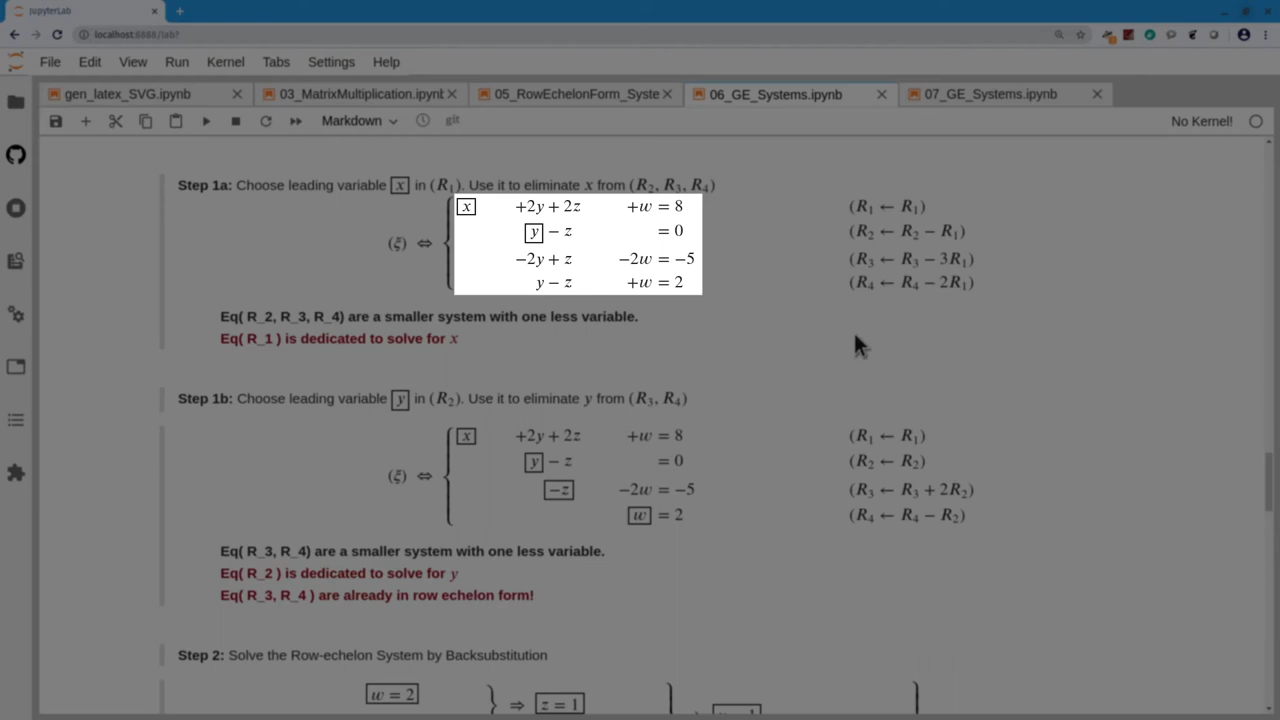 JupyterLab
localhost:8888/lab?
File Edit View Run Kernel Tabs Settings Help
gen_latex_SVG.ipynb 03_MatrixMultiplication.ipynb 05_RowEchelonForm_Syste 06_GE_Systems.ipynb 07_GE_Systems.ipynb
Markdown git No Kernel!
Step 1a: Choose leading variable x in (R₁). Use it to eliminate x from (R₂, R₃, R₄)
x +2y + 2z +w = 8 (R₁ ← R₁)
y − z = 0 (R₂ ← R₂ − R₁)
(ξ) ⇔
−2y + z −2w = −5 (R₃ ← R₃ − 3R₁)
y − z +w = 2 (R₄ ← R₄ − 2R₁)
Eq( R_2, R_3, R_4) are a smaller system with one less variable.
Eq( R_1 ) is dedicated to solve for x
Step 1b: Choose leading variable y in (R₂). Use it to eliminate y from (R₃, R₄)
x +2y + 2z +w = 8 (R₁ ← R₁)
y − z = 0 (R₂ ← R₂)
(ξ) ⇔
−z −2w = −5 (R₃ ← R₃ + 2R₂)
w = 2 (R₄ ← R₄ − R₂)
Eq( R_3, R_4) are a smaller system with one less variable.
Eq( R_2 ) is dedicated to solve for y
Eq( R_3, R_4 ) are already in row echelon form!
Step 2: Solve the Row-echelon System by Backsubstitution
w = 2 } ⇒ z = 1